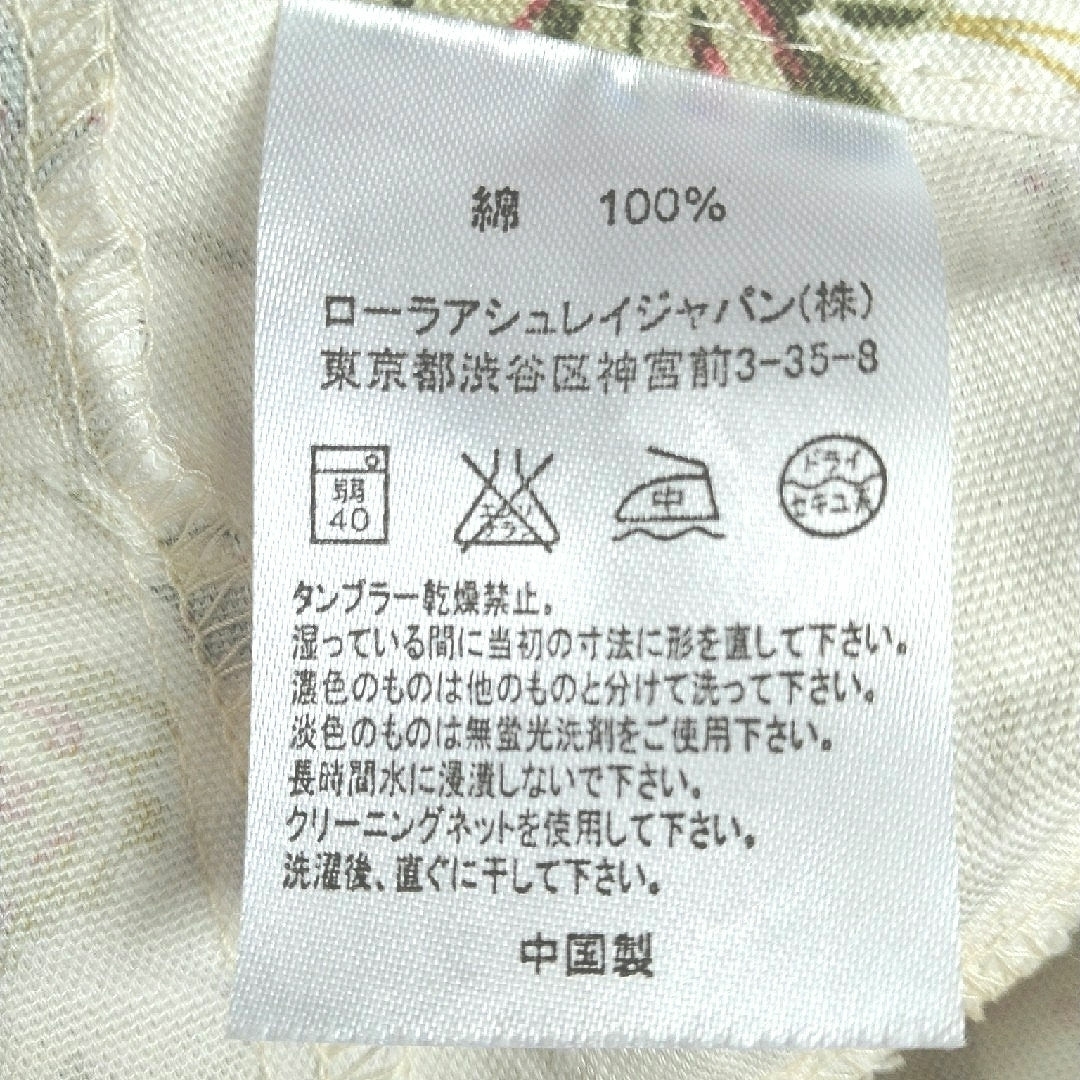 綿 100%
ローラアシュレイジャパン(株)
東京都渋谷区神宮前3-35-8
弱
40
エンソ
サラシ
中
ドライ
セキユ系
タンブラー乾燥禁止。
湿っている間に当初の寸法に形を直して下さい。
濃色のものは他のものと分けて洗って下さい。
淡色のものは無蛍光洗剤をご使用下さい。
長時間水に浸漬しないで下さい。
クリーニングネットを使用して下さい。
洗濯後、直ぐに干して下さい。
中国製